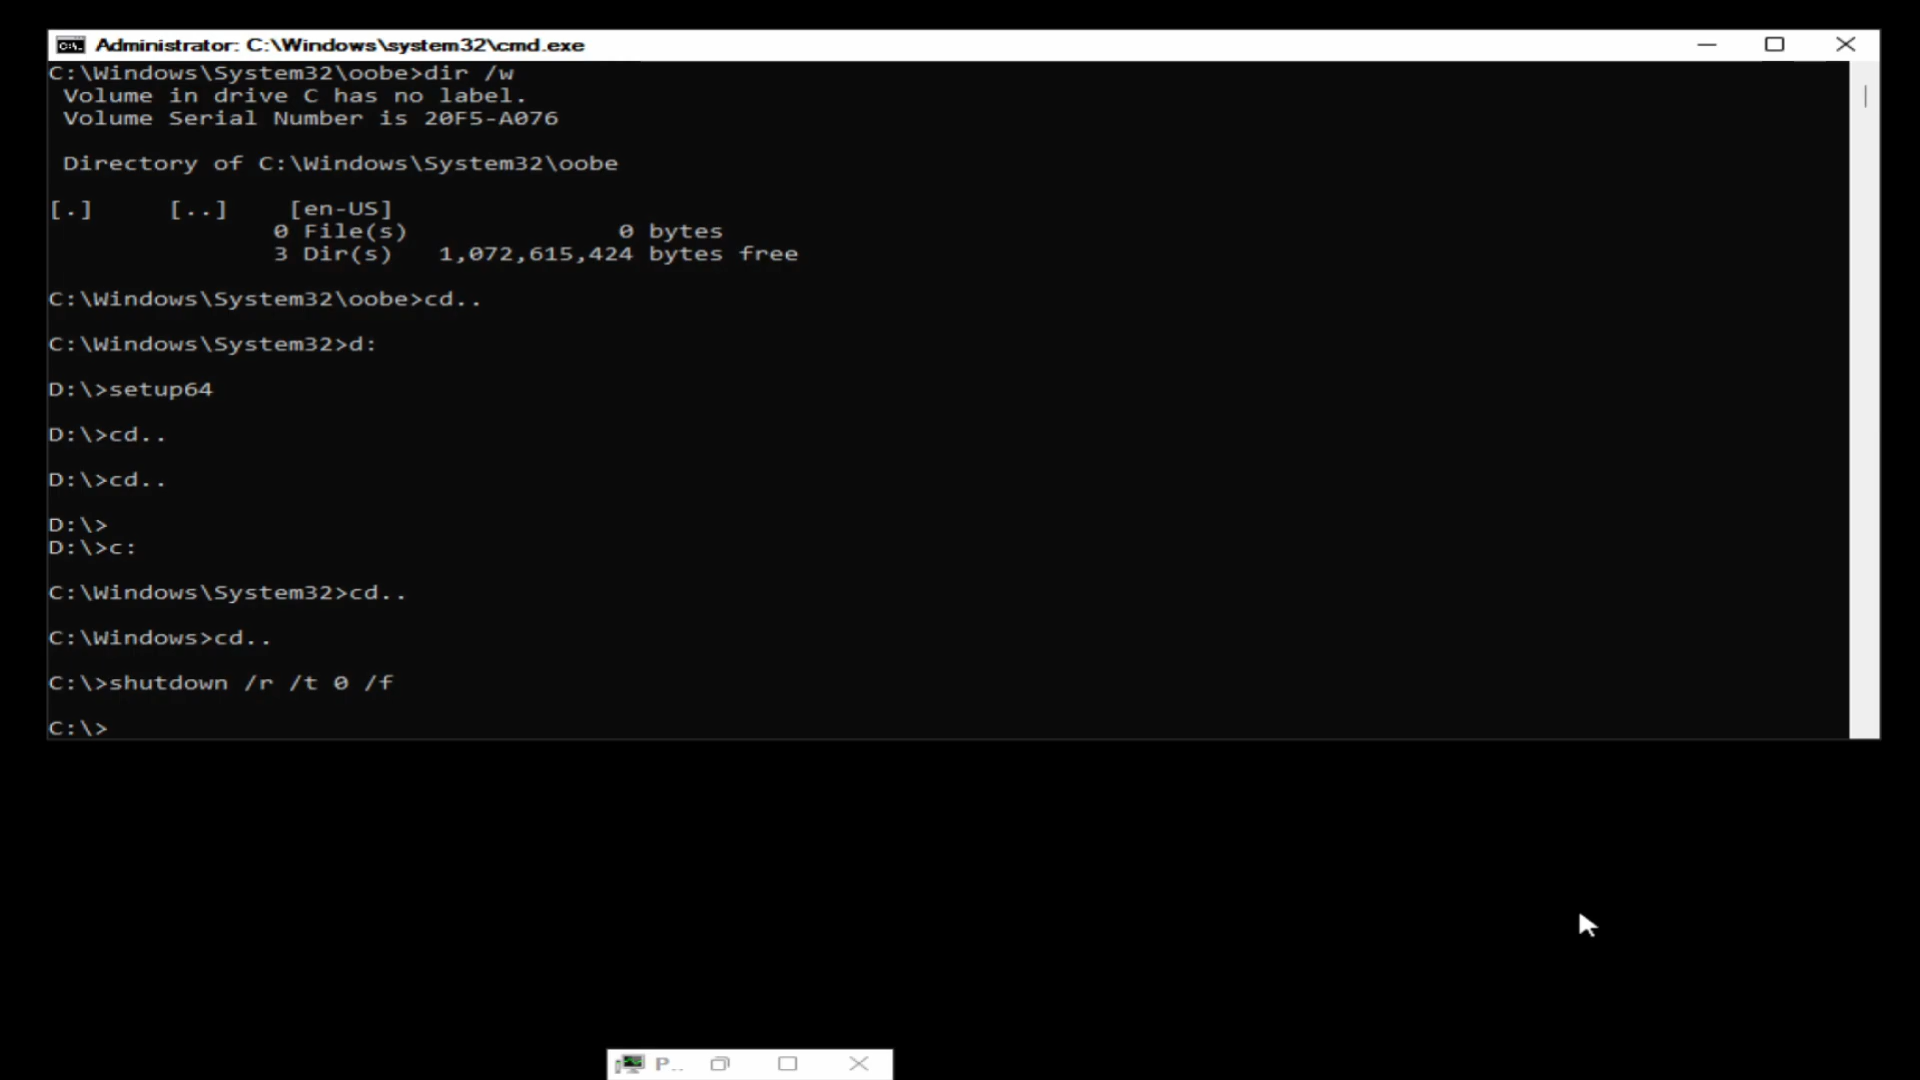 Administrator: C:\Windows\system32\cmd.exe
C:\Windows\System32\oobe>dir /w
 Volume in drive C has no label.
 Volume Serial Number is 20F5-A076
 Directory of C:\Windows\System32\oobe
[.]     [..]    [en-US]
               0 File(s)              0 bytes
               3 Dir(s)   1,072,615,424 bytes free
C:\Windows\System32\oobe>cd..
C:\Windows\System32>d:
D:\>setup64
D:\>cd..
D:\>cd..
D:\>
D:\>c:
C:\Windows\System32>cd..
C:\Windows>cd..
C:\>shutdown /r /t 0 /f
C:\>
P..